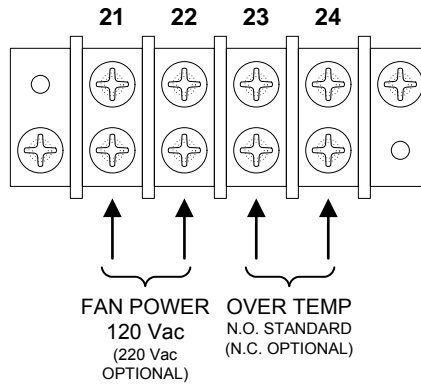 21 22 23 24
FAN POWER
120 Vac
(220 Vac
OPTIONAL)
OVER TEMP
N.O. STANDARD
(N.C. OPTIONAL)